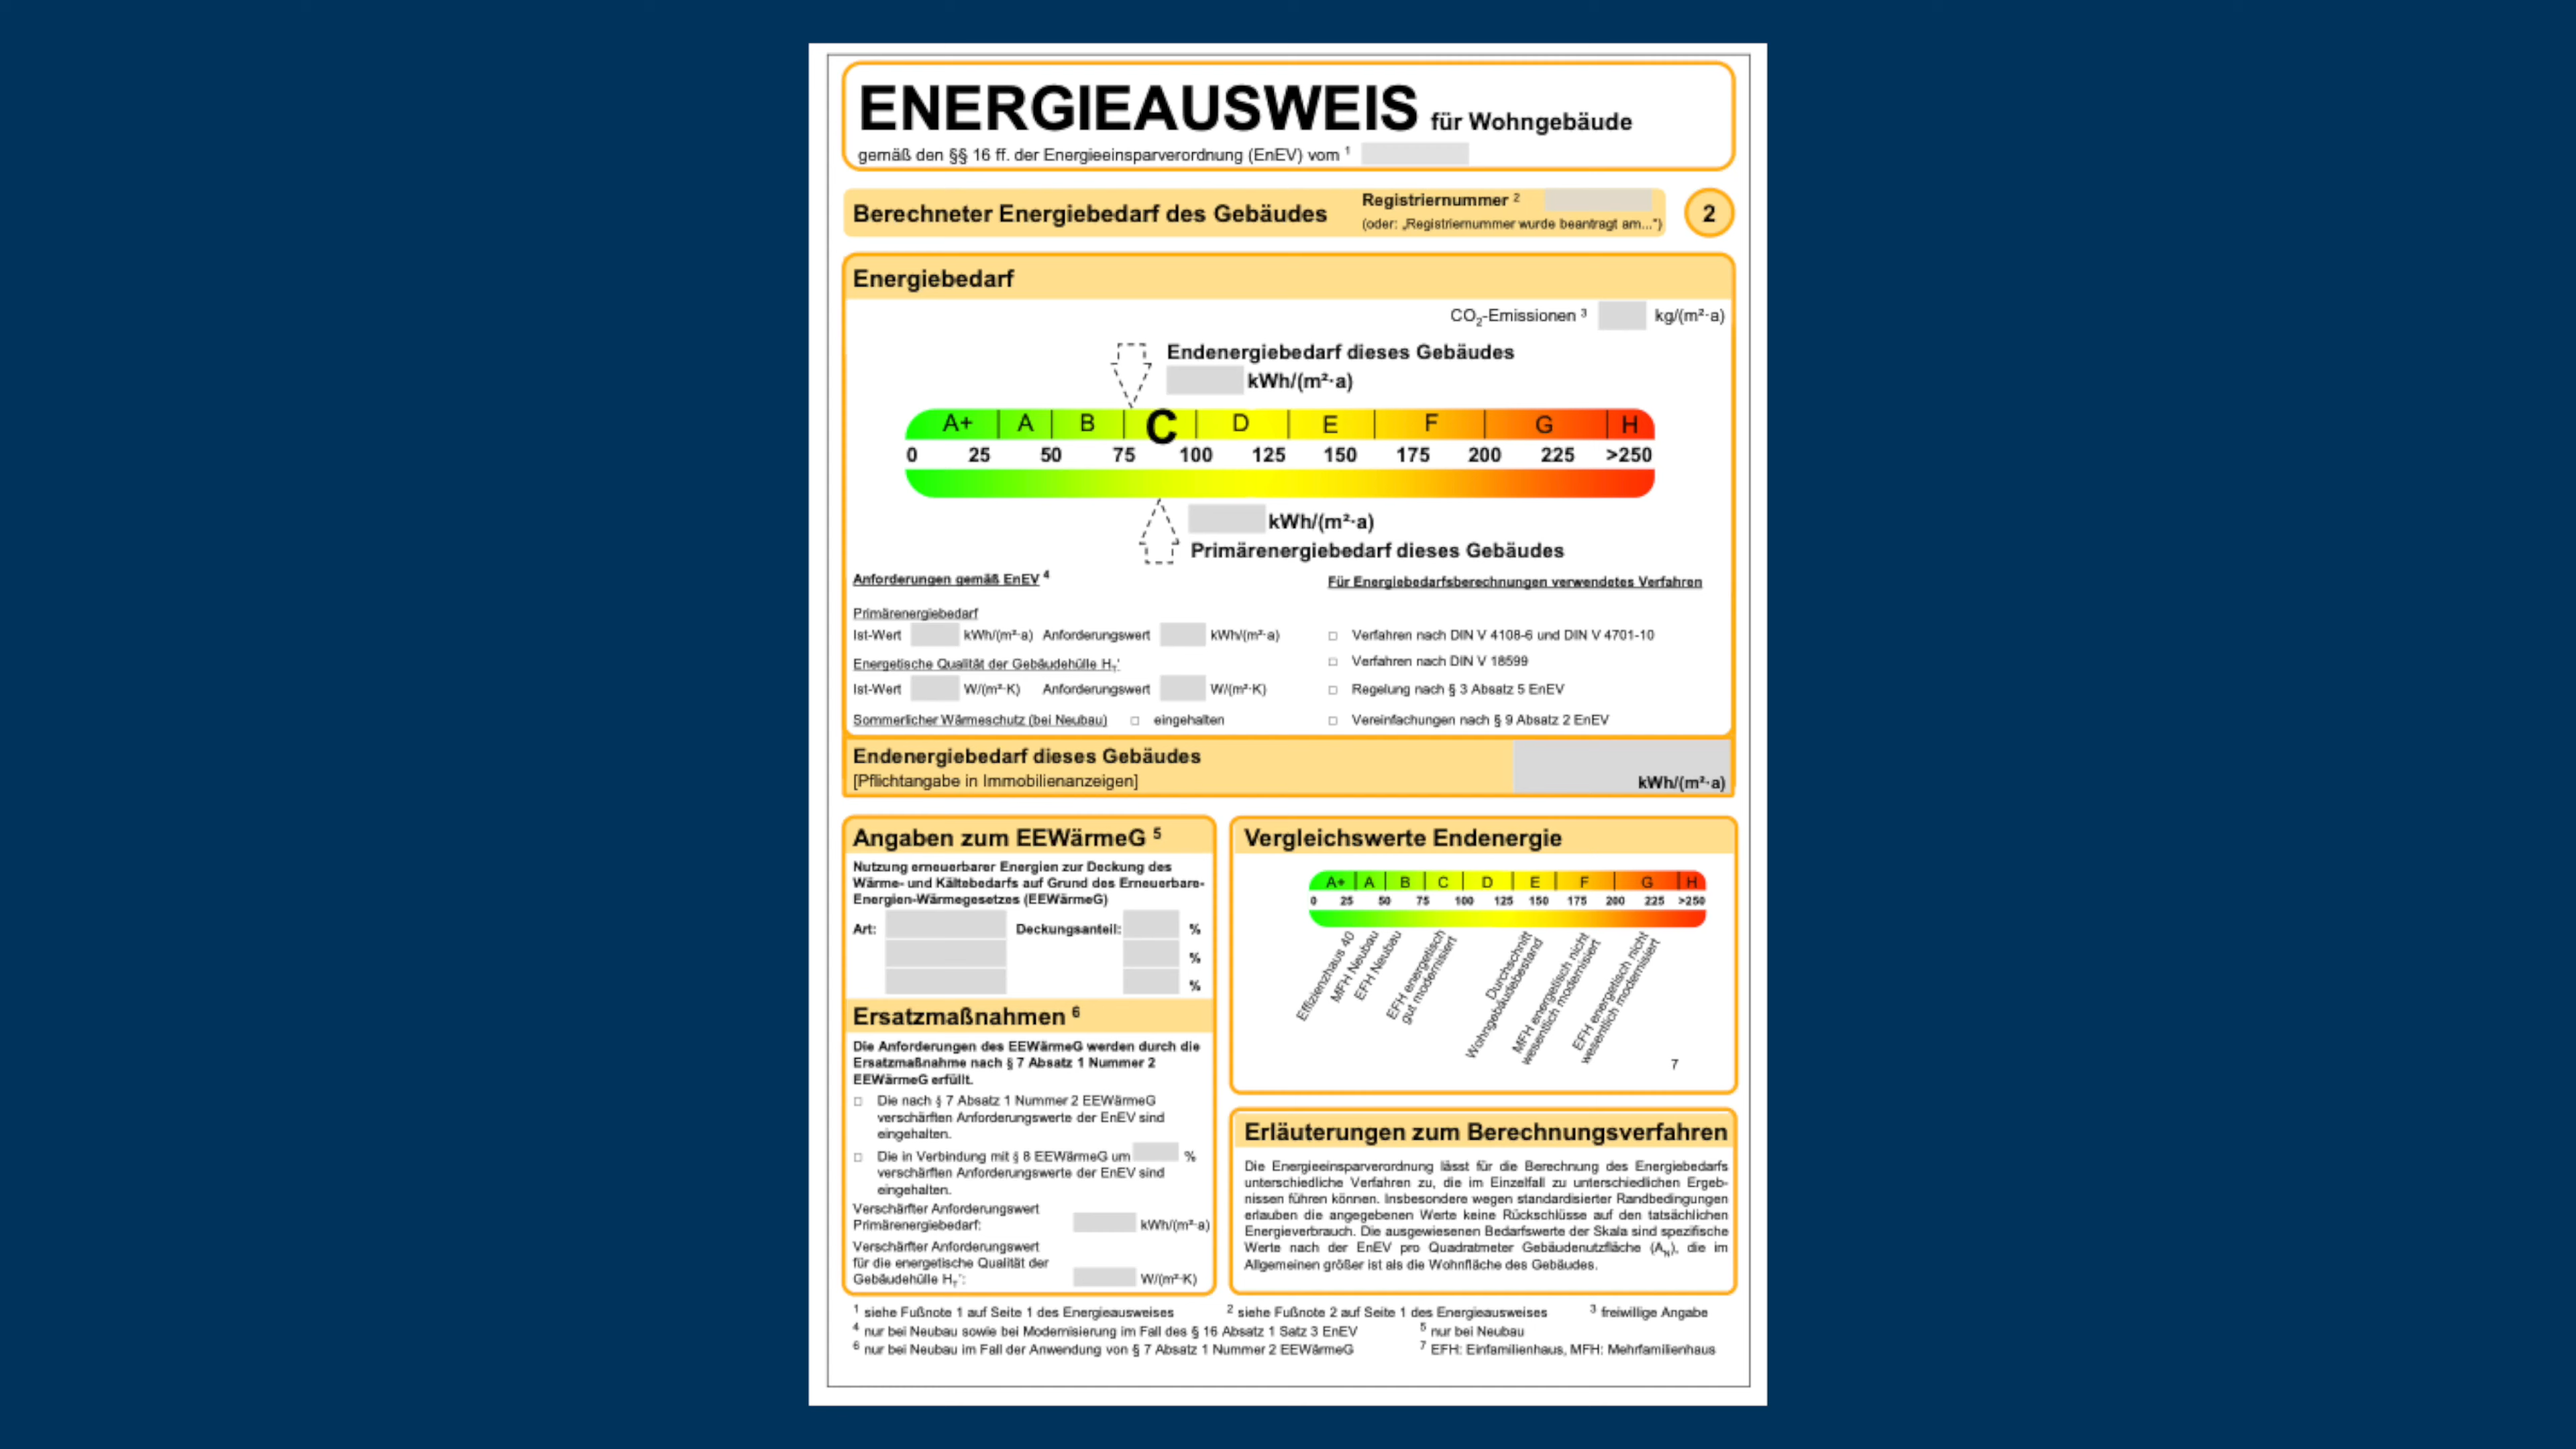 ENERGIEAUSWEIS für Wohngebäude
gemäß den §§ 16 ff. der Energieeinsparverordnung (EnEV) vom ¹
Berechneter Energiebedarf des Gebäudes
Registriernummer ²
(oder: „Registriernummer wurde beantragt am...")
2
Energiebedarf
CO₂-Emissionen ³ kg/(m²·a)
Endenergiebedarf dieses Gebäudes
kWh/(m²·a)
A+ A B C D E F G H
0 25 50 75 100 125 150 175 200 225 >250
kWh/(m²·a)
Primärenergiebedarf dieses Gebäudes
Anforderungen gemäß EnEV ⁴
Primärenergiebedarf
Ist-Wert kWh/(m²·a) Anforderungswert kWh/(m²·a)
Energetische Qualität der Gebäudehülle H_T'
Ist-Wert W/(m²·K) Anforderungswert W/(m²·K)
Sommerlicher Wärmeschutz (bei Neubau) □ eingehalten
Für Energiebedarfsberechnungen verwendetes Verfahren
□ Verfahren nach DIN V 4108-6 und DIN V 4701-10
□ Verfahren nach DIN V 18599
□ Regelung nach § 3 Absatz 5 EnEV
□ Vereinfachungen nach § 9 Absatz 2 EnEV
Endenergiebedarf dieses Gebäudes
[Pflichtangabe in Immobilienanzeigen]
kWh/(m²·a)
Angaben zum EEWärmeG ⁵
Nutzung erneuerbarer Energien zur Deckung des
Wärme- und Kältebedarfs auf Grund des Erneuerbare-
Energien-Wärmegesetzes (EEWärmeG)
Art: Deckungsanteil: %
%
%
Ersatzmaßnahmen ⁶
Die Anforderungen des EEWärmeG werden durch die
Ersatzmaßnahme nach § 7 Absatz 1 Nummer 2
EEWärmeG erfüllt.
□ Die nach § 7 Absatz 1 Nummer 2 EEWärmeG
verschärften Anforderungswerte der EnEV sind
eingehalten.
□ Die in Verbindung mit § 8 EEWärmeG um %
verschärften Anforderungswerte der EnEV sind
eingehalten.
Verschärfter Anforderungswert
Primärenergiebedarf: kWh/(m²·a)
Verschärfter Anforderungswert
für die energetische Qualität der
Gebäudehülle H_T': W/(m²·K)
Vergleichswerte Endenergie
A+ A B C D E F G H
0 25 50 75 100 125 150 175 200 225 >250
Effizienzhaus 40
MFH Neubau
EFH Neubau
EFH energetisch
gut modernisiert
Durchschnitt
Wohngebäudebestand
MFH energetisch nicht
wesentlich modernisiert
EFH energetisch nicht
wesentlich modernisiert
7
Erläuterungen zum Berechnungsverfahren
Die Energieeinsparverordnung lässt für die Berechnung des Energiebedarfs
unterschiedliche Verfahren zu, die im Einzelfall zu unterschiedlichen Ergeb-
nissen führen können. Insbesondere wegen standardisierter Randbedingungen
erlauben die angegebenen Werte keine Rückschlüsse auf den tatsächlichen
Energieverbrauch. Die ausgewiesenen Bedarfswerte der Skala sind spezifische
Werte nach der EnEV pro Quadratmeter Gebäudenutzfläche (A_N), die im
Allgemeinen größer ist als die Wohnfläche des Gebäudes.
¹ siehe Fußnote 1 auf Seite 1 des Energieausweises ² siehe Fußnote 2 auf Seite 1 des Energieausweises ³ freiwillige Angabe
⁴ nur bei Neubau sowie bei Modernisierung im Fall des § 16 Absatz 1 Satz 3 EnEV ⁵ nur bei Neubau
⁶ nur bei Neubau im Fall der Anwendung von § 7 Absatz 1 Nummer 2 EEWärmeG ⁷ EFH: Einfamilienhaus, MFH: Mehrfamilienhaus